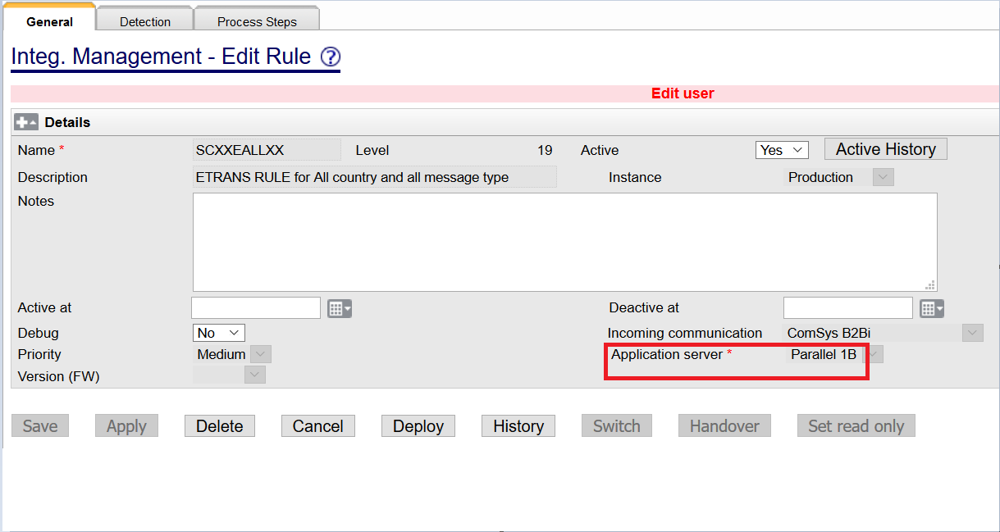 General Detection Process Steps
Integ. Management - Edit Rule ?
Edit user
Details
Name * SCXXEALLXX Level 19 Active Yes Active History
Description ETRANS RULE for All country and all message type Instance Production
Notes
Active at Deactive at
Debug No Incoming communication ComSys B2Bi
Priority Medium Application server * Parallel 1B
Version (FW)
Save Apply Delete Cancel Deploy History Switch Handover Set read only